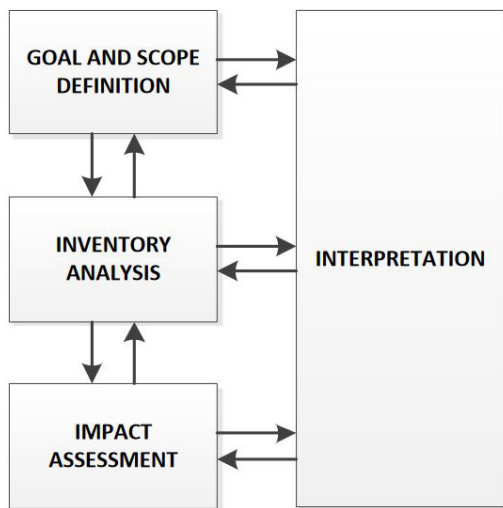 GOAL AND SCOPE
DEFINITION
INVENTORY
ANALYSIS
INTERPRETATION
IMPACT
ASSESSMENT